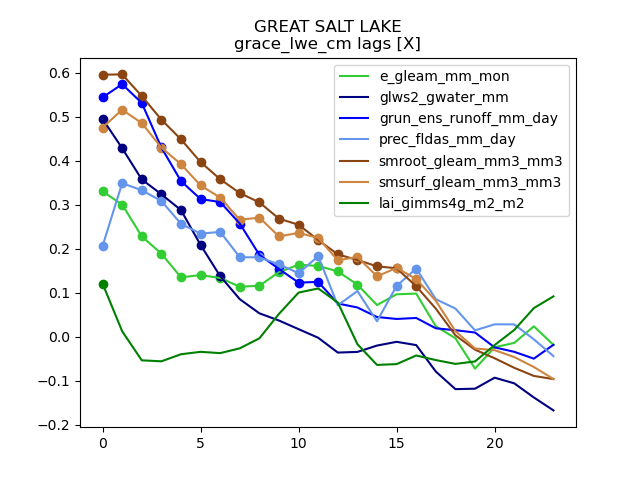 GREAT SALT LAKE
grace_lwe_cm lags [X]
0.6
0.5
0.4
0.3
0.2
0.1
0.0
−0.1
−0.2
0
5
10
15
20
e_gleam_mm_mon
glws2_gwater_mm
grun_ens_runoff_mm_day
prec_fldas_mm_day
smroot_gleam_mm3_mm3
smsurf_gleam_mm3_mm3
lai_gimms4g_m2_m2